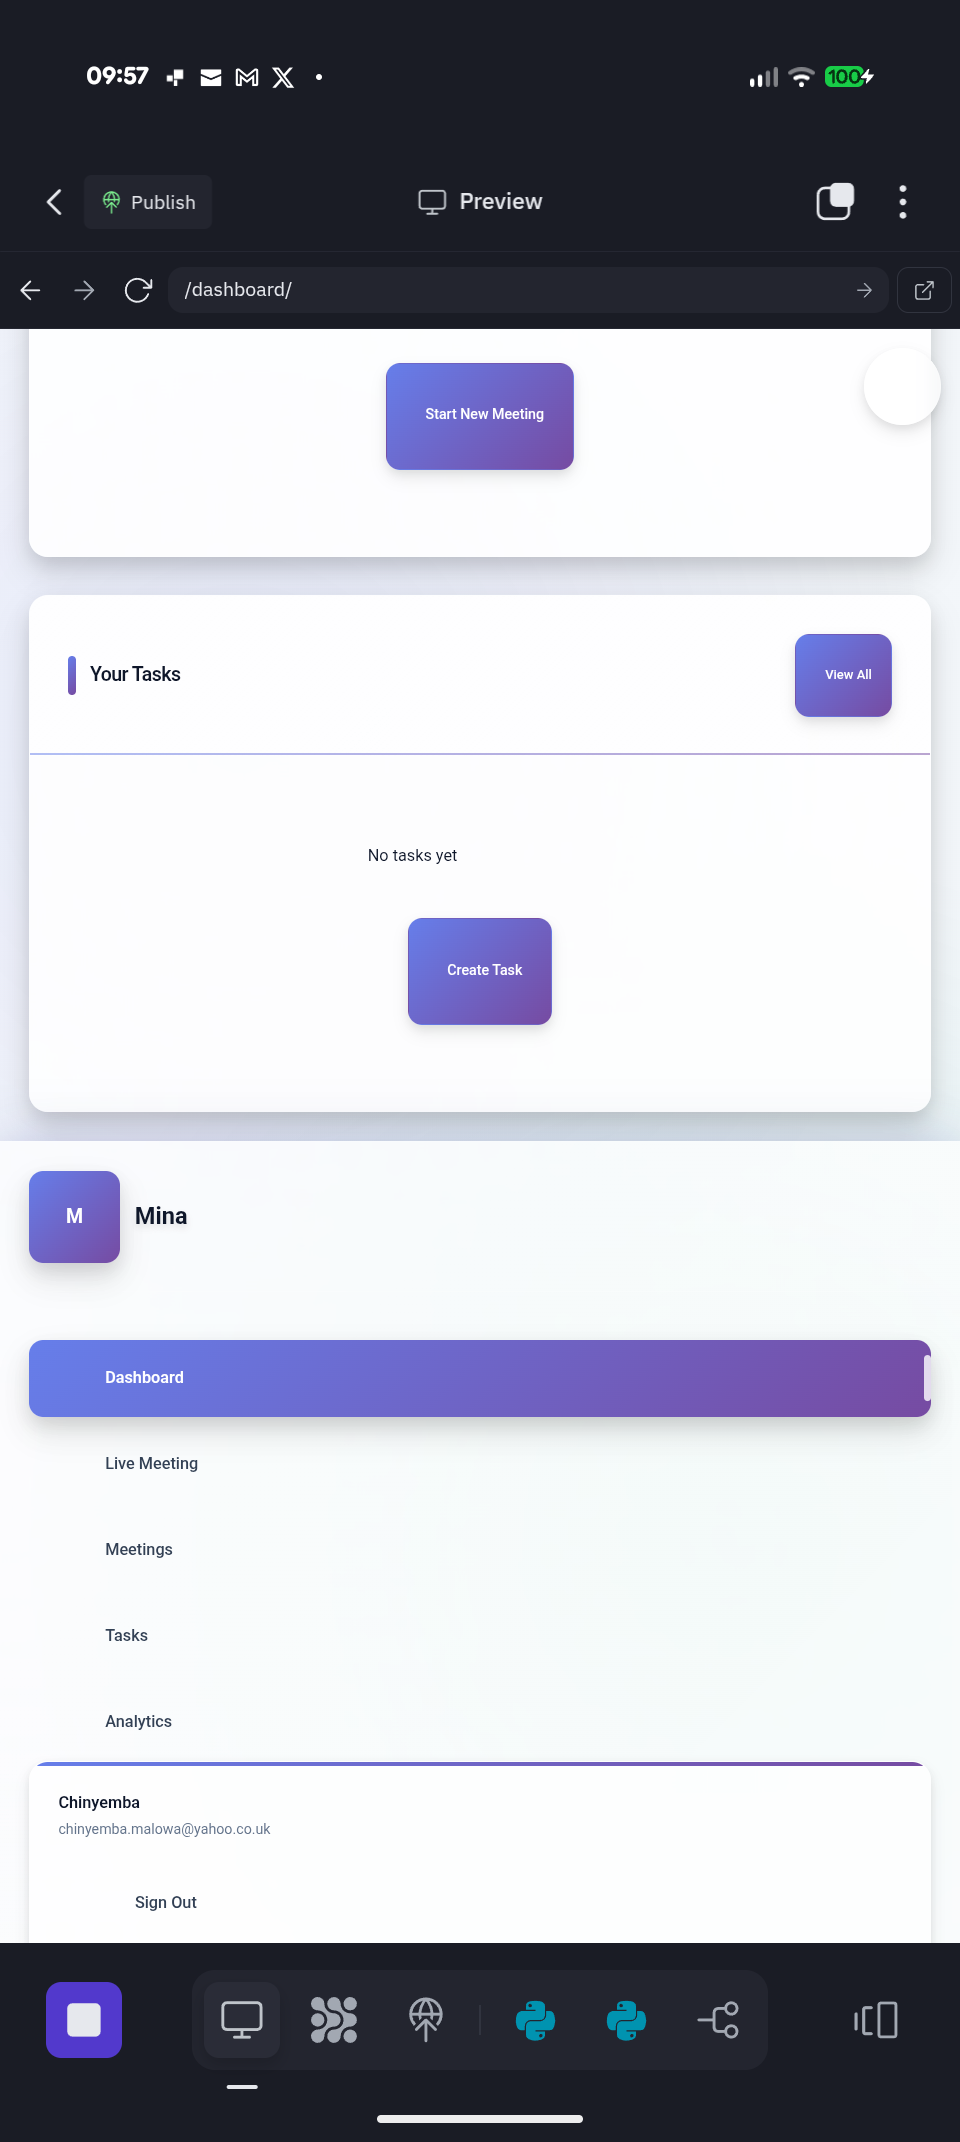 09:57
100
Publish
Preview
/dashboard/
Start New Meeting
Your Tasks
View All
No tasks yet
Create Task
M
Mina
Dashboard
Live Meeting
Meetings
Tasks
Analytics
Chinyemba
chinyemba.malowa@yahoo.co.uk
Sign Out